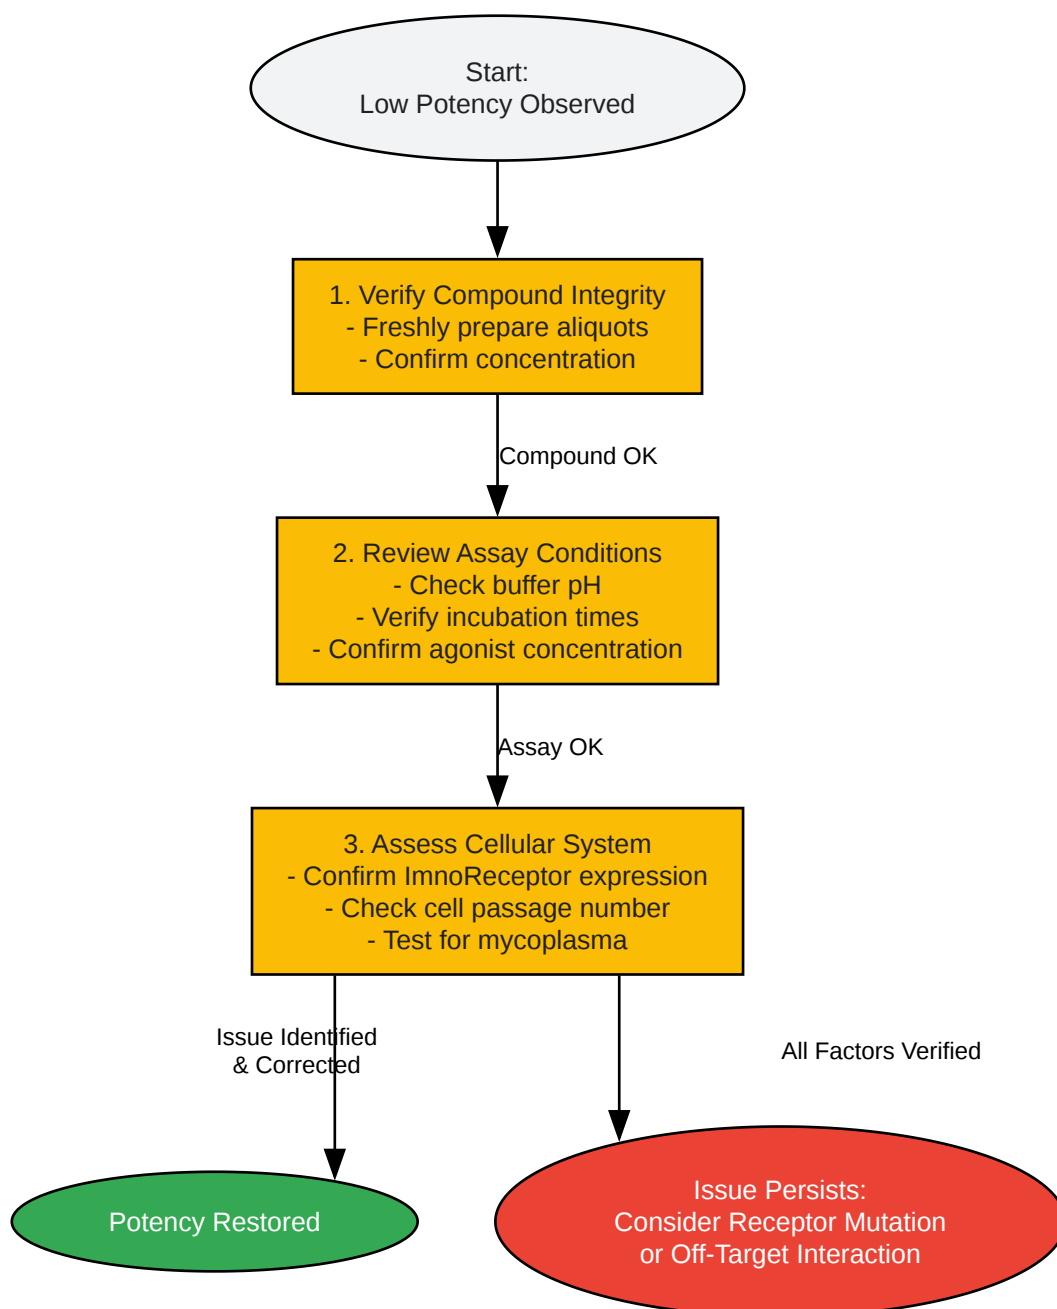 Start:
Low Potency Observed
1. Verify Compound Integrity
- Freshly prepare aliquots
- Confirm concentration
Compound OK
2. Review Assay Conditions
- Check buffer pH
- Verify incubation times
- Confirm agonist concentration
Assay OK
3. Assess Cellular System
- Confirm ImnoReceptor expression
- Check cell passage number
- Test for mycoplasma
Issue Identified
& Corrected
All Factors Verified
Potency Restored
Issue Persists:
Consider Receptor Mutation
or Off-Target Interaction